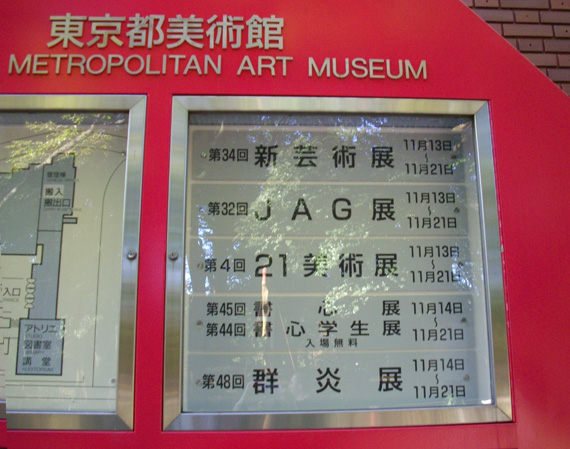 東京都美術館
METROPOLITAN ART MUSEUM
搬入
搬出口
入口
アトリエ
図書室
講堂
第34回 新芸術展 11月13日〜11月21日
第32回 JAG展 11月13日〜11月21日
第4回 21美術展 11月13日〜11月21日
第45回 書心展 11月14日〜11月21日
第44回 書心学生展
入場無料
第48回 群炎展 11月14日〜11月21日